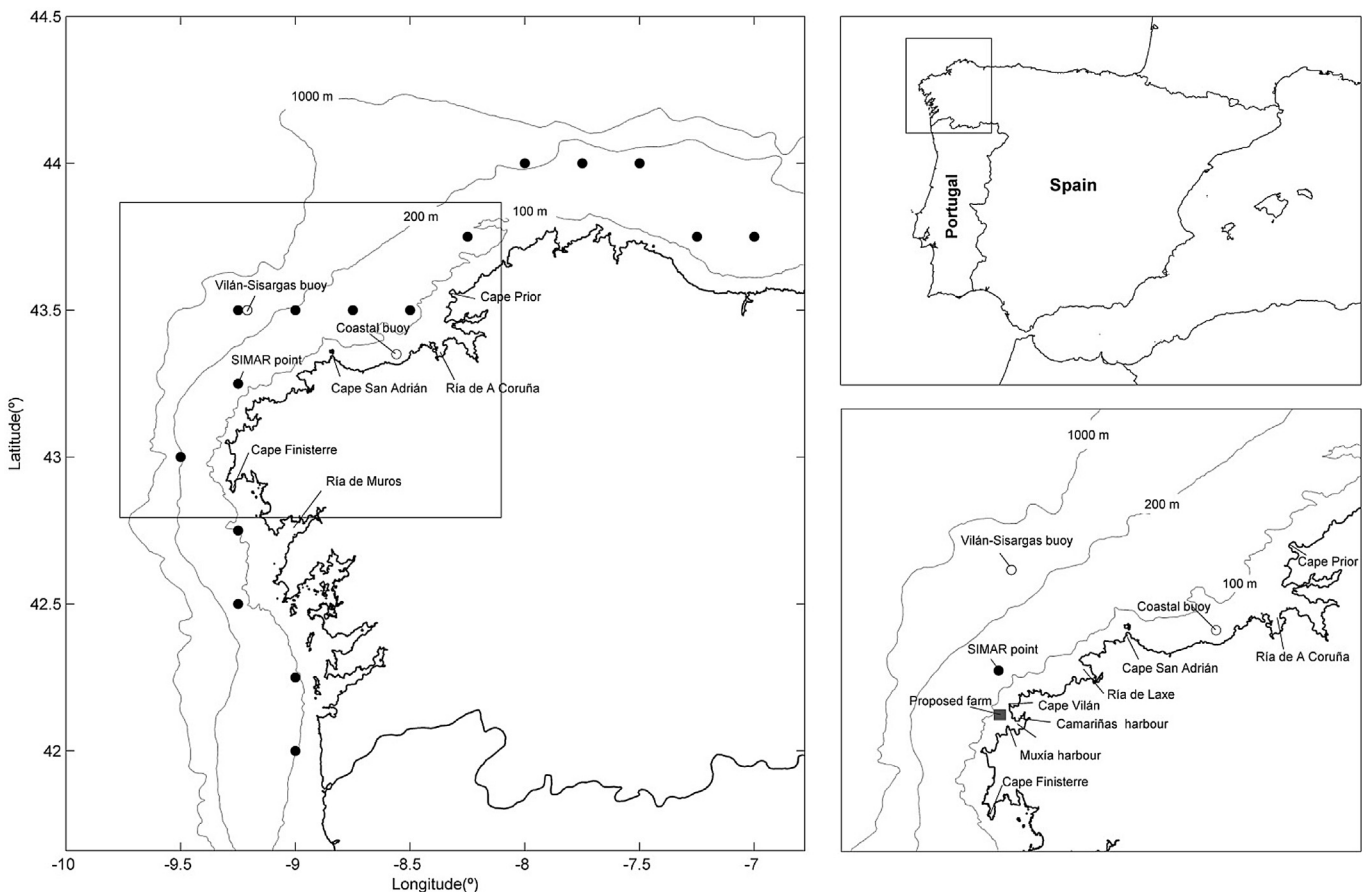 44.5
44
43.5
43
42.5
42
-10
-9.5
-9
-8.5
-8
-7.5
-7
Latitude(º)
Longitude(º)
1000 m
200 m
100 m
Vilán-Sisargas buoy
Cape Prior
Coastal buoy
SIMAR point
Cape San Adrián
Ría de A Coruña
Cape Finisterre
Ría de Muros
Portugal
Spain
1000 m
200 m
Vilán-Sisargas buoy
Cape Prior
100 m
Coastal buoy
SIMAR point
Cape San Adrián
Ría de A Coruña
Ría de Laxe
Proposed farm
Cape Vilán
Camariñas harbour
Muxía harbour
Cape Finisterre